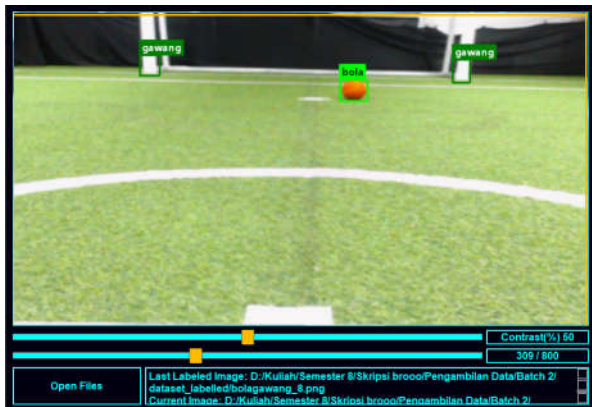 gawang
gawang
bola
Contrast(%) 50
309 / 800
Open Files
Last Labeled Image: D:/Kuliah/Semester 8/Skripsi brooo/Pengambilan Data/Batch 2/
dataset_labelled/bolagawang_8.png
Current Image: D:/Kuliah/Semester 8/Skripsi brooo/Pengambilan Data/Batch 2/